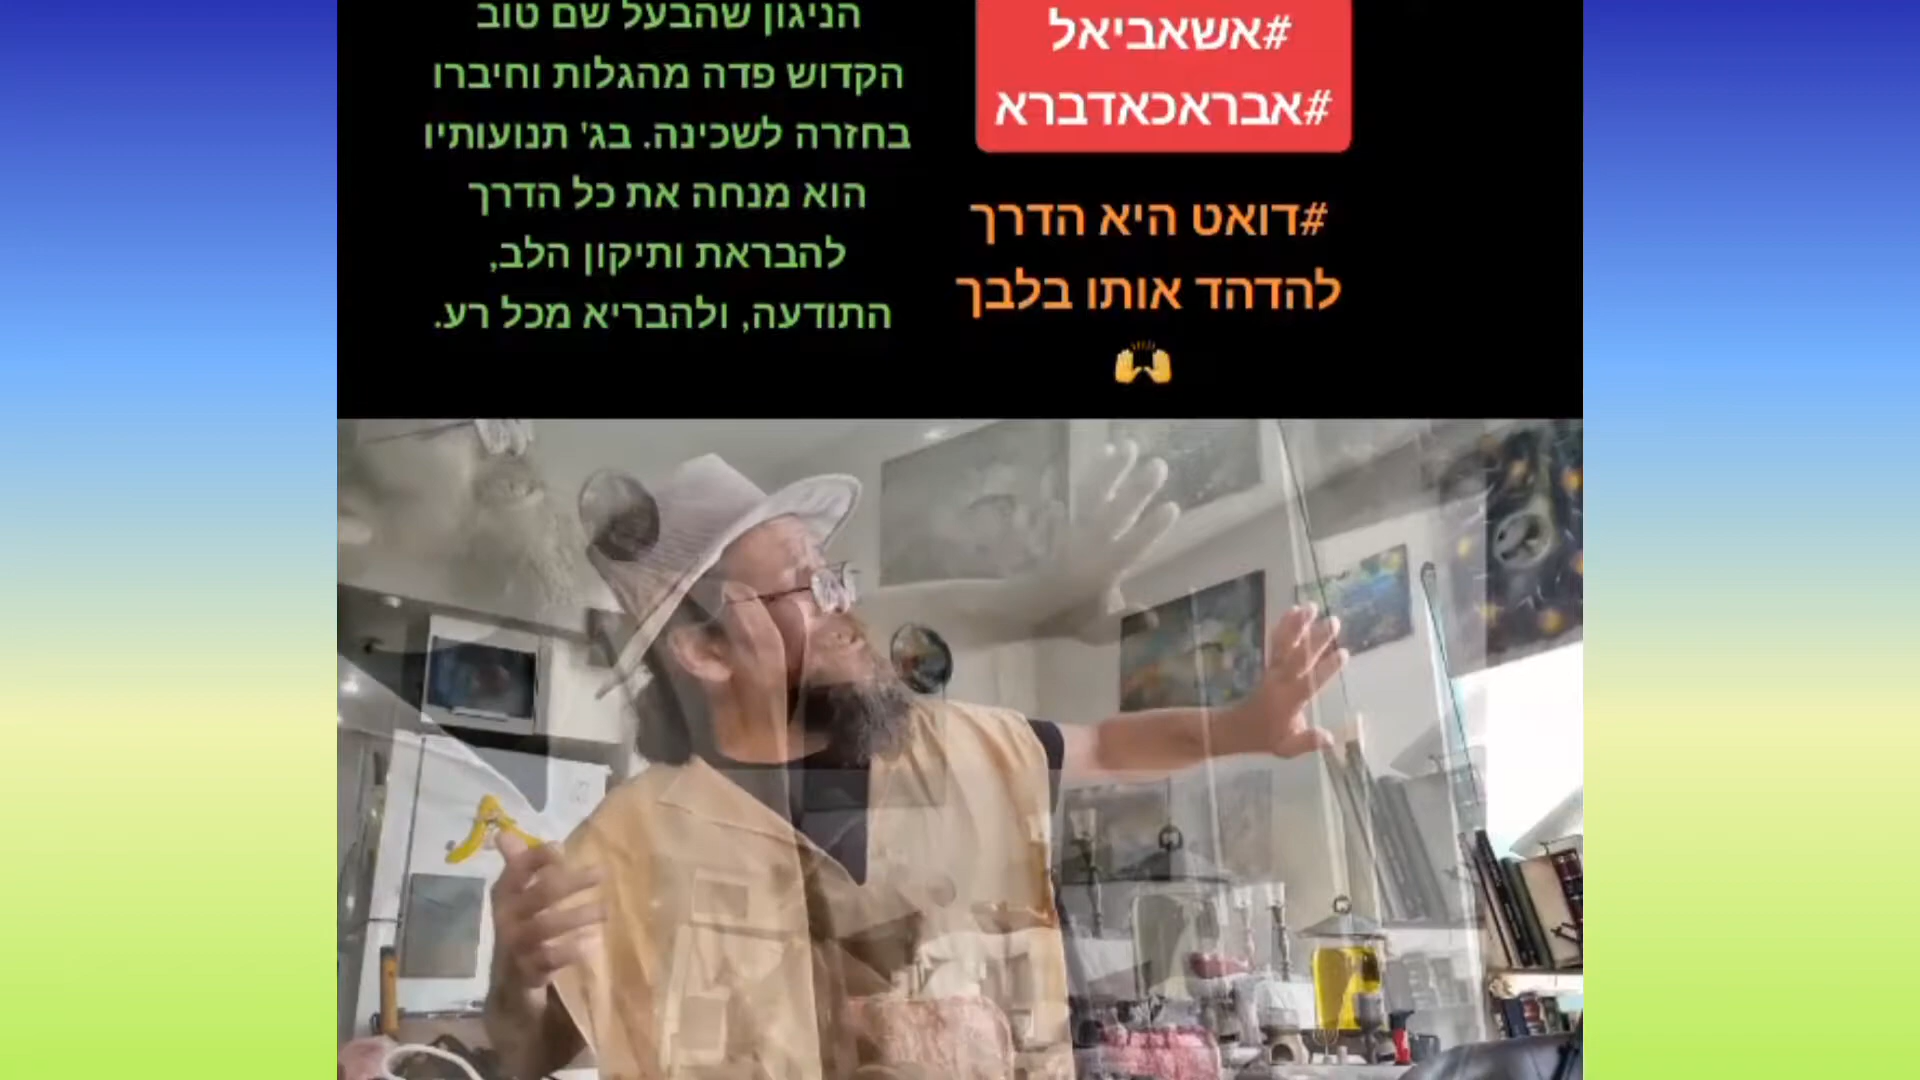 #אשאביאל
#אבראכאדברא
#דואט היא הדרך
להדהד אותו בלבך
🙌
הניגון שהבעל שם טוב
הקדוש פדה מהגלות וחיברו
בחזרה לשכינה. בג' תנועותיו
הוא מנחה את כל הדרך
להבראת ותיקון הלב,
התודעה, ולהבריא מכל רע.